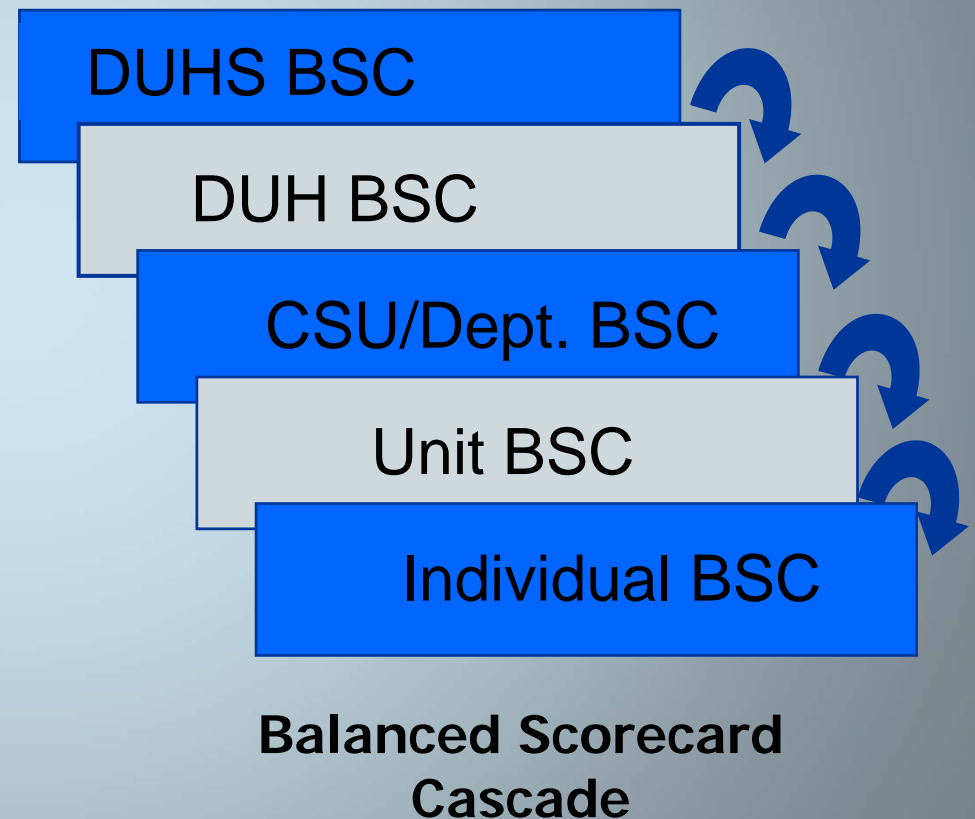 DUHS BSC
DUH BSC
CSU/Dept. BSC
Unit BSC
Individual BSC
Balanced Scorecard
Cascade